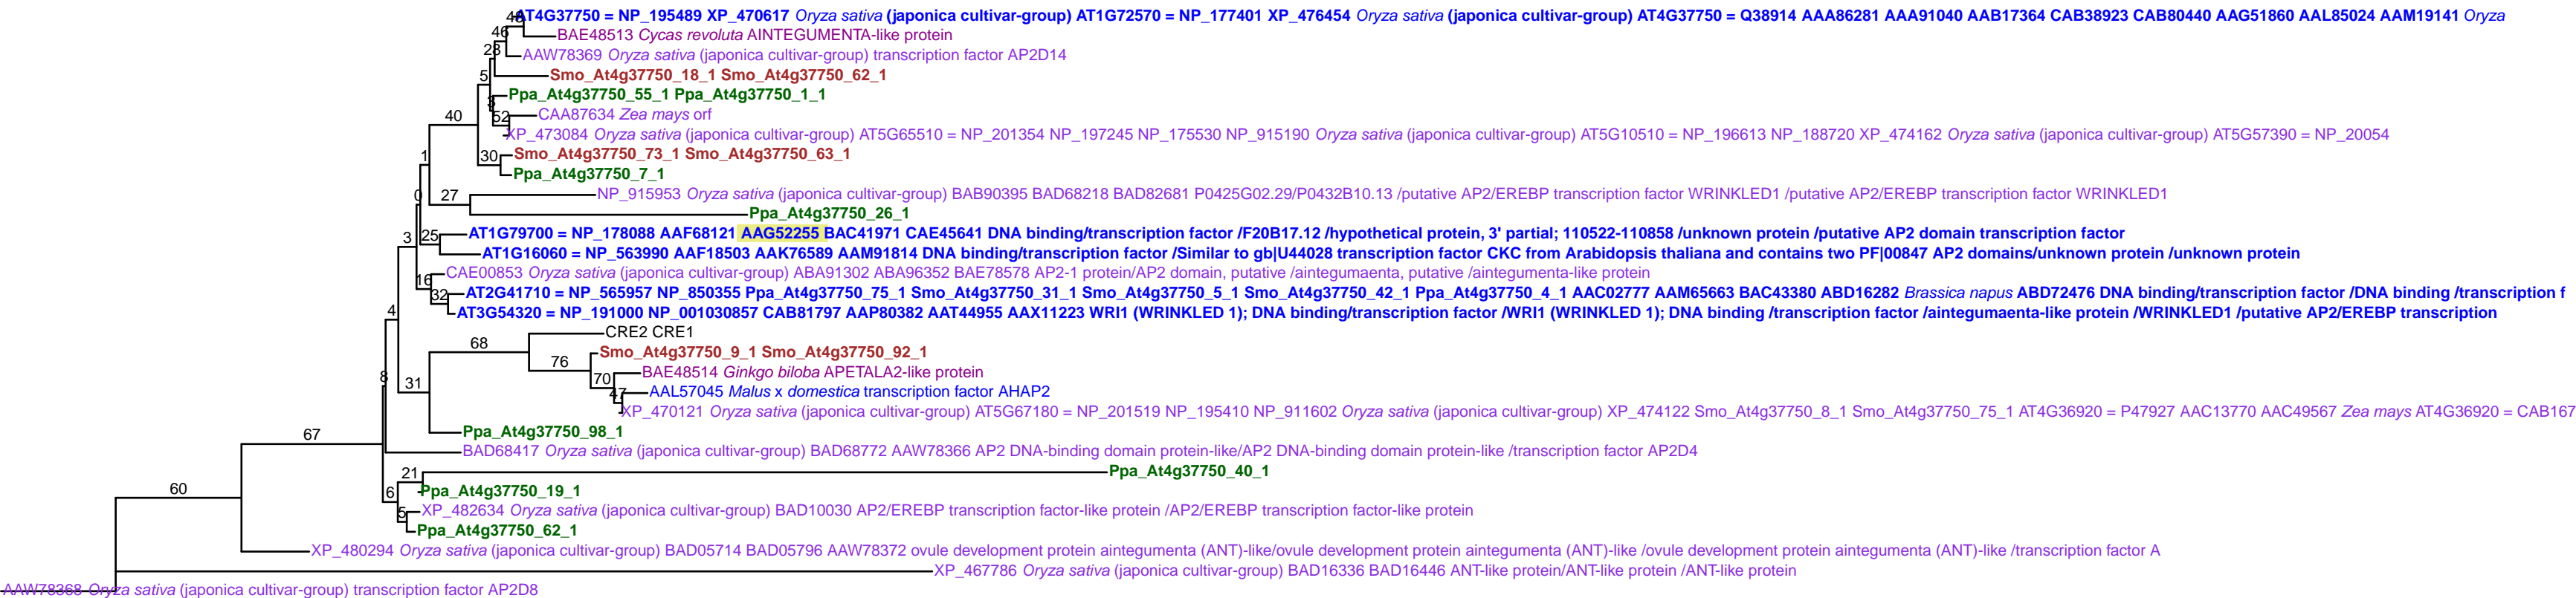 AT4G37750 = NP_195489 XP_470617 Oryza sativa (japonica cultivar-group) AT1G72570 = NP_177401 XP_476454 Oryza sativa (japonica cultivar-group) AT4G37750 = Q38914 AAA86281 AAA91040 AAB17364 CAB38923 CAB80440 AAG51860 AAL85024 AAM19141 Oryza
46 BAE48513 Cycas revoluta AINTEGUMENTA-like protein
28 AAW78369 Oryza sativa (japonica cultivar-group) transcription factor AP2D14
5 Smo_At4g37750_18_1 Smo_At4g37750_62_1
Ppa_At4g37750_55_1 Ppa_At4g37750_1_1
40 52 CAA87634 Zea mays orf
XP_473084 Oryza sativa (japonica cultivar-group) AT5G65510 = NP_201354 NP_197245 NP_175530 NP_915190 Oryza sativa (japonica cultivar-group) AT5G10510 = NP_196613 NP_188720 XP_474162 Oryza sativa (japonica cultivar-group) AT5G57390 = NP_20054
1 30 Smo_At4g37750_73_1 Smo_At4g37750_63_1
Ppa_At4g37750_7_1
0 27 NP_915953 Oryza sativa (japonica cultivar-group) BAB90395 BAD68218 BAD82681 P0425G02.29/P0432B10.13 /putative AP2/EREBP transcription factor WRINKLED1 /putative AP2/EREBP transcription factor WRINKLED1
Ppa_At4g37750_26_1
3 25 AT1G79700 = NP_178088 AAF68121 AAG52255 BAC41971 CAE45641 DNA binding/transcription factor /F20B17.12 /hypothetical protein, 3' partial; 110522-110858 /unknown protein /putative AP2 domain transcription factor
AT1G16060 = NP_563990 AAF18503 AAK76589 AAM91814 DNA binding/transcription factor /Similar to gb|U44028 transcription factor CKC from Arabidopsis thaliana and contains two PF|00847 AP2 domains/unknown protein /unknown protein
16 CAE00853 Oryza sativa (japonica cultivar-group) ABA91302 ABA96352 BAE78578 AP2-1 protein/AP2 domain, putative /aintegumaenta, putative /aintegumenta-like protein
32 AT2G41710 = NP_565957 NP_850355 Ppa_At4g37750_75_1 Smo_At4g37750_31_1 Smo_At4g37750_5_1 Smo_At4g37750_42_1 Ppa_At4g37750_4_1 AAC02777 AAM65663 BAC43380 ABD16282 Brassica napus ABD72476 DNA binding/transcription factor /DNA binding /transcription f
4 AT3G54320 = NP_191000 NP_001030857 CAB81797 AAP80382 AAT44955 AAX11223 WRI1 (WRINKLED 1); DNA binding/transcription factor /WRI1 (WRINKLED 1); DNA binding /transcription factor /aintegumaenta-like protein /WRINKLED1 /putative AP2/EREBP transcription
68 CRE2 CRE1
76 Smo_At4g37750_9_1 Smo_At4g37750_92_1
8 31 70 BAE48514 Ginkgo biloba APETALA2-like protein
47 AAL57045 Malus x domestica transcription factor AHAP2
XP_470121 Oryza sativa (japonica cultivar-group) AT5G67180 = NP_201519 NP_195410 NP_911602 Oryza sativa (japonica cultivar-group) XP_474122 Smo_At4g37750_8_1 Smo_At4g37750_75_1 AT4G36920 = P47927 AAC13770 AAC49567 Zea mays AT4G36920 = CAB167
67 Ppa_At4g37750_98_1
BAD68417 Oryza sativa (japonica cultivar-group) BAD68772 AAW78366 AP2 DNA-binding domain protein-like/AP2 DNA-binding domain protein-like /transcription factor AP2D4
21 Ppa_At4g37750_40_1
60 6 Ppa_At4g37750_19_1
5 XP_482634 Oryza sativa (japonica cultivar-group) BAD10030 AP2/EREBP transcription factor-like protein /AP2/EREBP transcription factor-like protein
Ppa_At4g37750_62_1
XP_480294 Oryza sativa (japonica cultivar-group) BAD05714 BAD05796 AAW78372 ovule development protein aintegumenta (ANT)-like/ovule development protein aintegumenta (ANT)-like /ovule development protein aintegumenta (ANT)-like /transcription factor A
XP_467786 Oryza sativa (japonica cultivar-group) BAD16336 BAD16446 ANT-like protein/ANT-like protein /ANT-like protein
AAW78368 Oryza sativa (japonica cultivar-group) transcription factor AP2D8